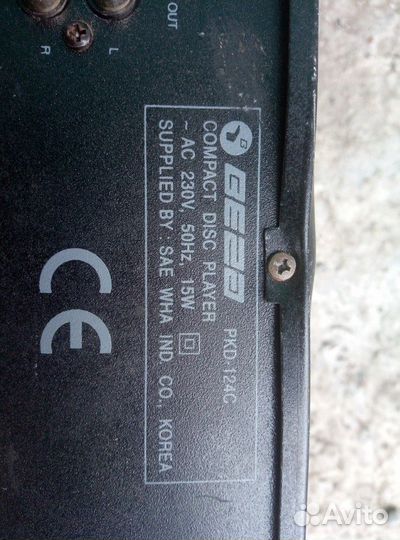 OUT
R L
B
PKD 124C
COMPACT DISC PLAYER
~ AC 230V, 50Hz, 15W
SUPPLIED BY : SAE WHA IND. CO., KOREA
CE
Avito